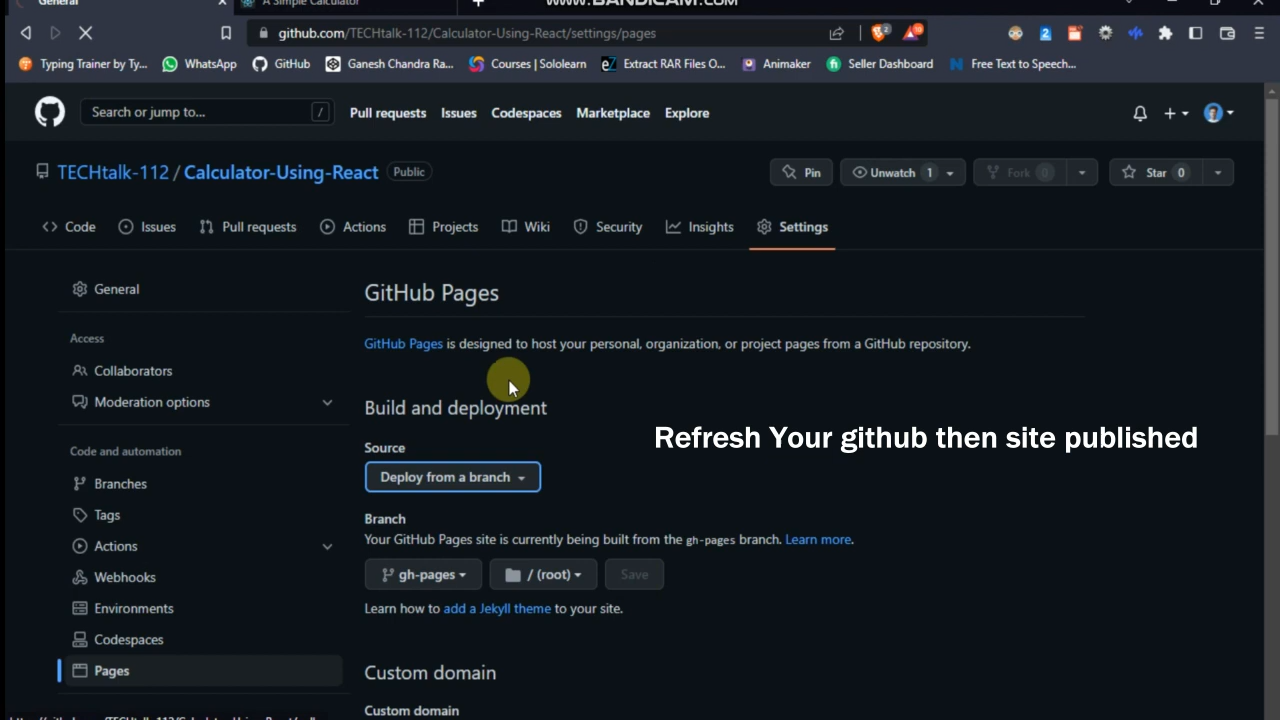 General
A Simple Calculator
www.BANDICAM.com
github.com/TECHtalk-112/Calculator-Using-React/settings/pages
Typing Trainer by Ty... WhatsApp GitHub Ganesh Chandra Ra... Courses | Sololearn Extract RAR Files O... Animaker Seller Dashboard Free Text to Speech...
Search or jump to... / Pull requests Issues Codespaces Marketplace Explore
TECHtalk-112 / Calculator-Using-React Public Pin Unwatch 1 Fork 0 Star 0
Code Issues Pull requests Actions Projects Wiki Security Insights Settings
General
Access
Collaborators
Moderation options
Code and automation
Branches
Tags
Actions
Webhooks
Environments
Codespaces
Pages
GitHub Pages
GitHub Pages is designed to host your personal, organization, or project pages from a GitHub repository.
Build and deployment
Source
Deploy from a branch
Refresh Your github then site published
Branch
Your GitHub Pages site is currently being built from the gh-pages branch. Learn more.
gh-pages / (root) Save
Learn how to add a Jekyll theme to your site.
Custom domain
Custom domain